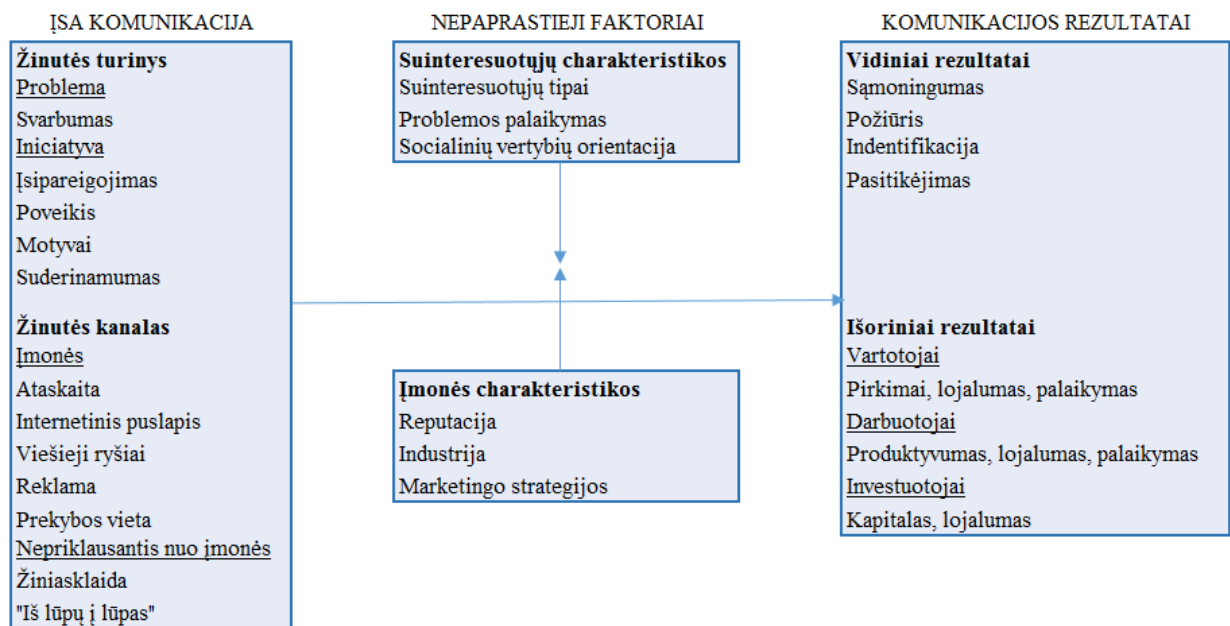 ĮSA KOMUNIKACIJA
Žinutės turinys
Problema
Svarbumas
Iniciatyva
Įsipareigojimas
Poveikis
Motyvai
Suderinamumas
Žinutės kanalas
Įmonės
Ataskaita
Internetinis puslapis
Viešieji ryšiai
Reklama
Prekybos vieta
Nepriklausantis nuo įmonės
Žiniasklaida
"Iš lūpų į lūpas"
NEPAPRASTIEJI FAKTORIAI
Suinteresuotųjų charakteristikos
Suinteresuotųjų tipai
Problemos palaikymas
Socialinių vertybių orientacija
Įmonės charakteristikos
Reputacija
Industrija
Marketingo strategijos
KOMUNIKACIJOS REZULTATAI
Vidiniai rezultatai
Sąmoningumas
Požiūris
Indentifikacija
Pasitikėjimas
Išoriniai rezultatai
Vartotojai
Pirkimai, lojalumas, palaikymas
Darbuotojai
Produktyvumas, lojalumas, palaikymas
Investuotojai
Kapitalas, lojalumas